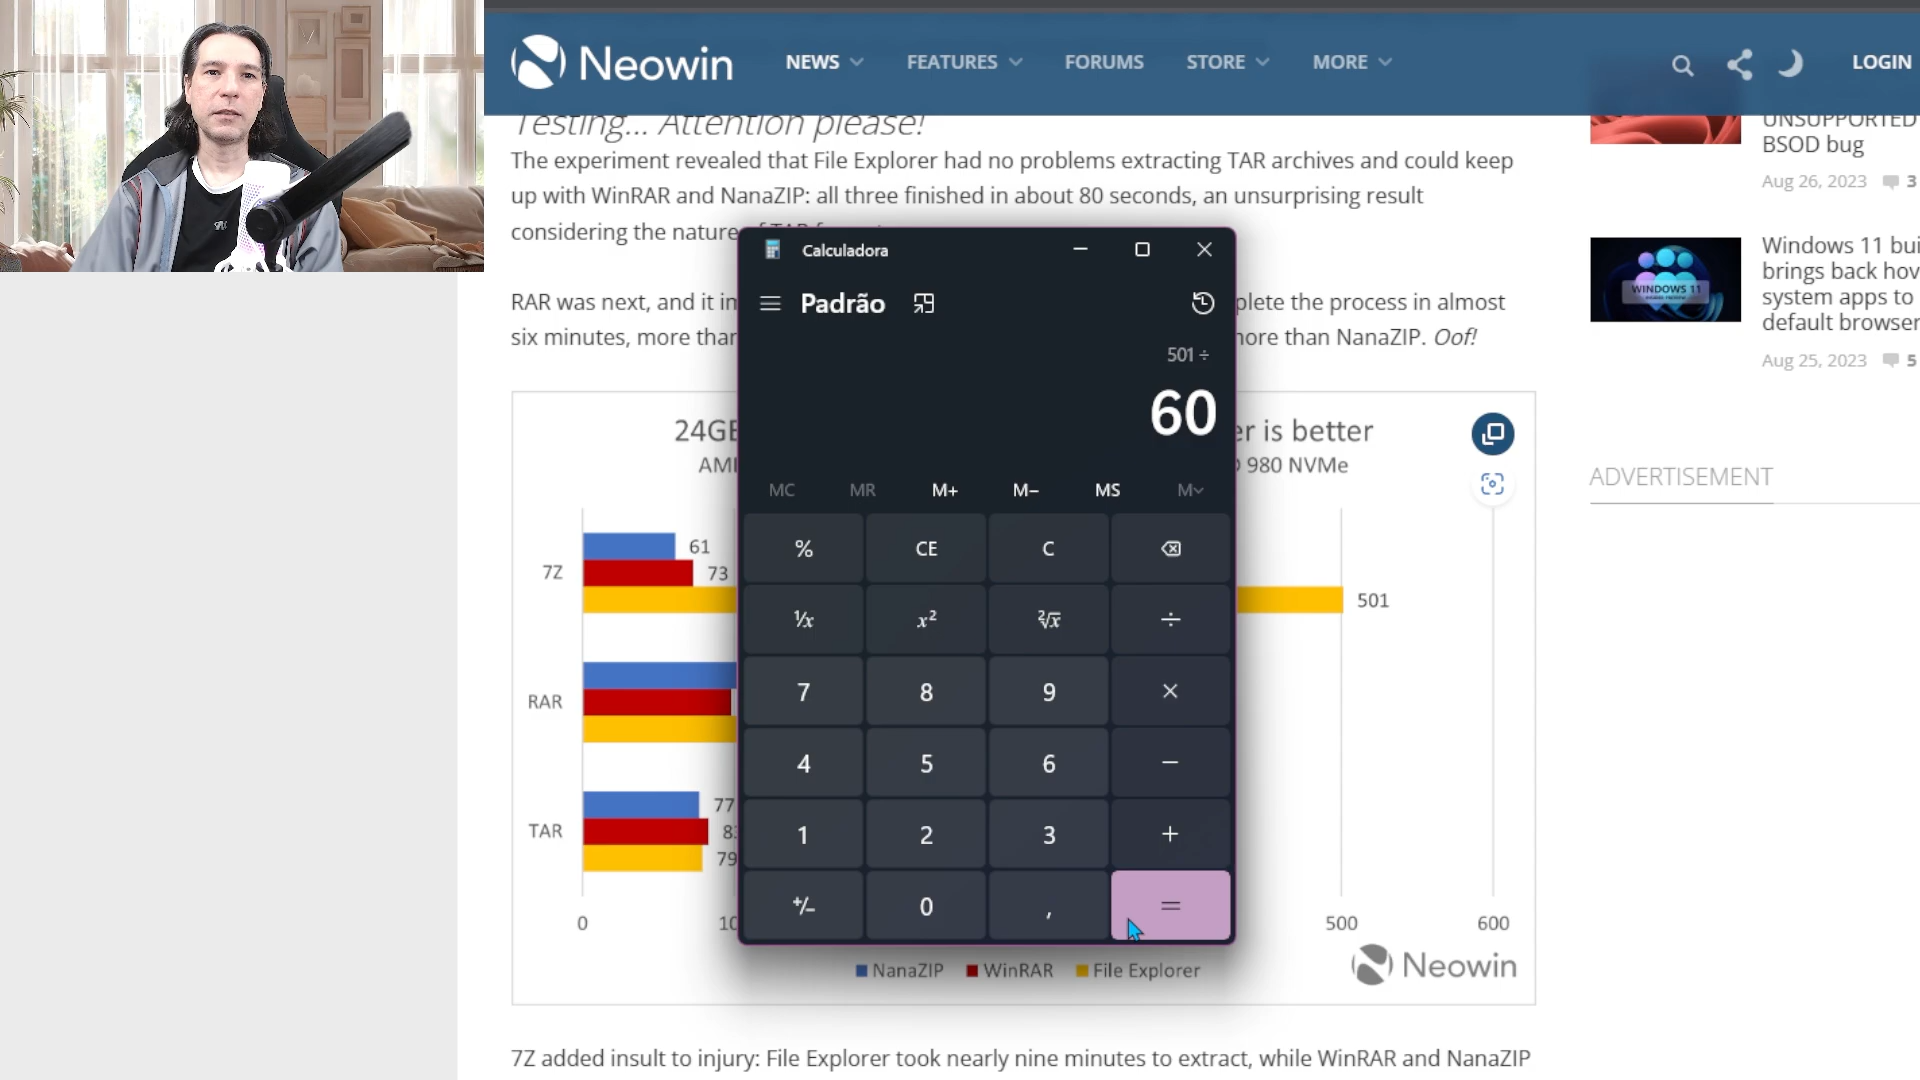 Neowin
NEWS
FEATURES
FORUMS
STORE
MORE
LOGIN
Testing... Attention please!
The experiment revealed that File Explorer had no problems extracting TAR archives and could keep
up with WinRAR and NanaZIP: all three finished in about 80 seconds, an unsurprising result
considering the nature of TAR
RAR was next, and it
plete the process in almost
six minutes, more than
more than NanaZIP. Oof!
UNSUPPORTED
BSOD bug
Aug 26, 2023
3
WINDOWS 11
Windows 11
brings back
system apps to
default browser
Aug 25, 2023
5
ADVERTISEMENT
Calculadora
Padrão
501 ÷
60
MC MR M+ M− MS M
% CE C
⅟x x² ²√x ÷
7 8 9 ×
4 5 6 −
1 2 3 +
+/− 0 , =
er is better
980 NVMe
7Z
61
73
501
RAR
TAR
77
79
0
500
600
NanaZIP
WinRAR
File Explorer
Neowin
7Z added insult to injury: File Explorer took nearly nine minutes to extract, while WinRAR and NanaZIP